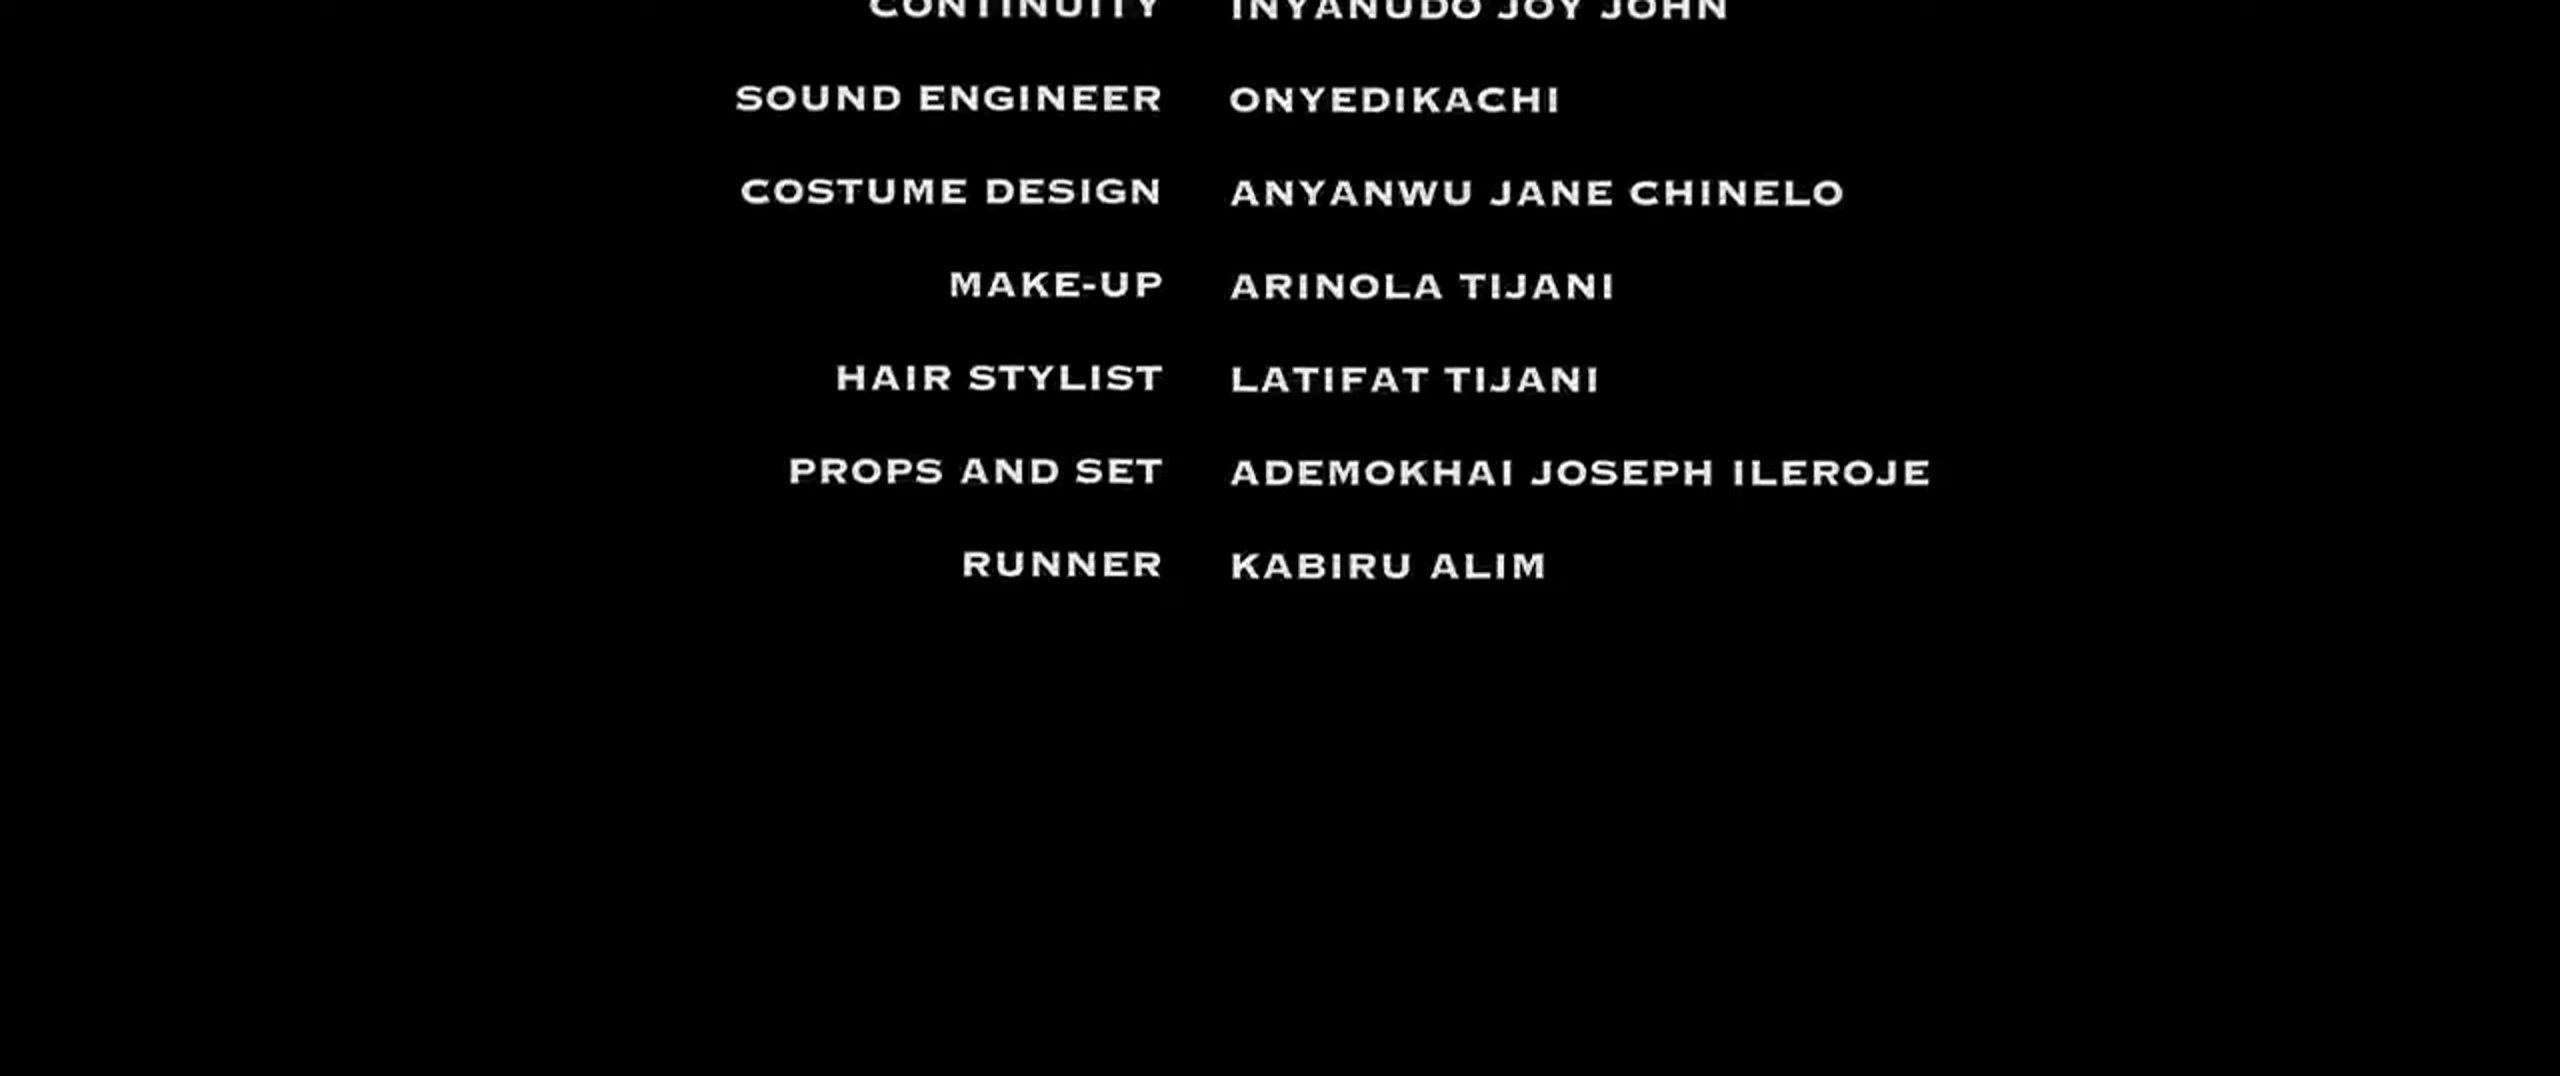 CONTINUITY INYANUDO JOY JOHN
SOUND ENGINEER ONYEDIKACHI
COSTUME DESIGN ANYANWU JANE CHINELO
MAKE-UP ARINOLA TIJANI
HAIR STYLIST LATIFAT TIJANI
PROPS AND SET ADEMOKHAI JOSEPH ILEROJE
RUNNER KABIRU ALIM